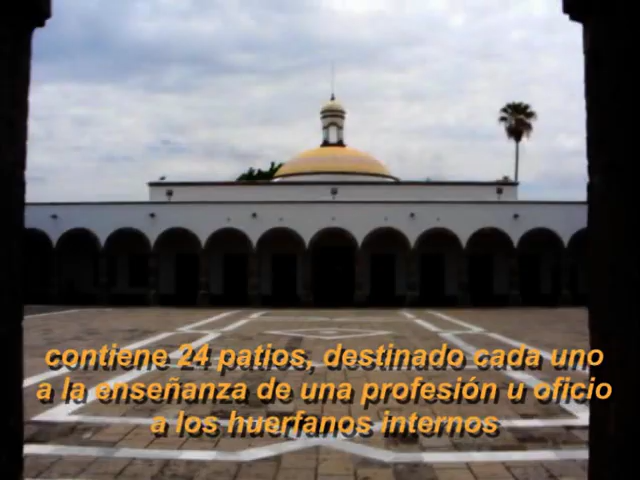 contiene 24 patios, destinado cada uno
a la enseñanza de una profesión u oficio
a los huerfanos internos